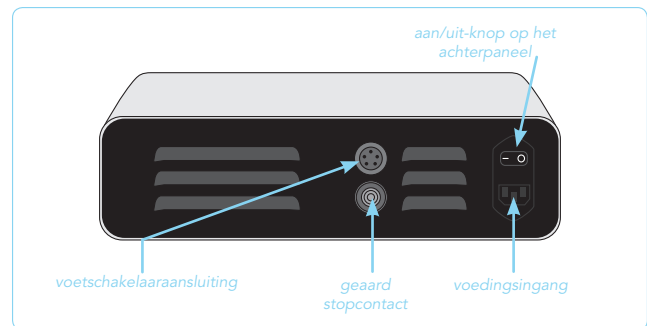 aan/uit-knop op het
achterpaneel
voetschakelaaraansluiting
geaard
stopcontact
voedingsingang